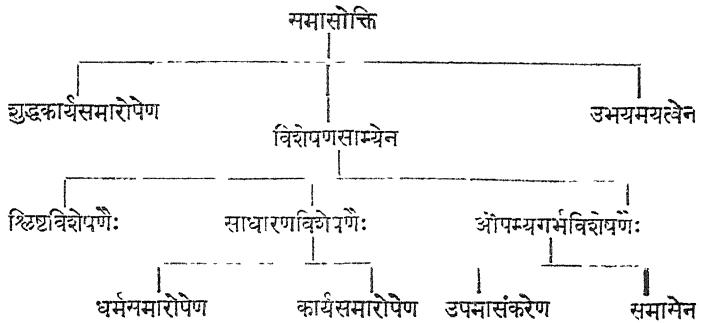 समासोक्ति
शुद्धकार्यसमारोपेण
उभयमयत्वेन
विशेषणसाम्येन
श्लिष्टविशेषणैः
साधारणविशेषणैः
औपम्यगर्भविशेषणैः
धर्मसमारोपेण
कार्यसमारोपेण
उपमासंकरेण
समासेन